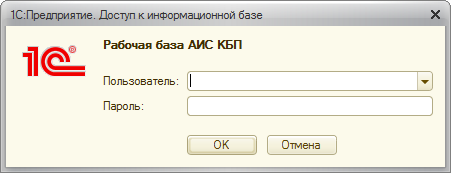 1С:Предприятие. Доступ к информационной базе
1С®
Рабочая база АИС КБП
Пользователь:
Пароль:
OK
Отмена